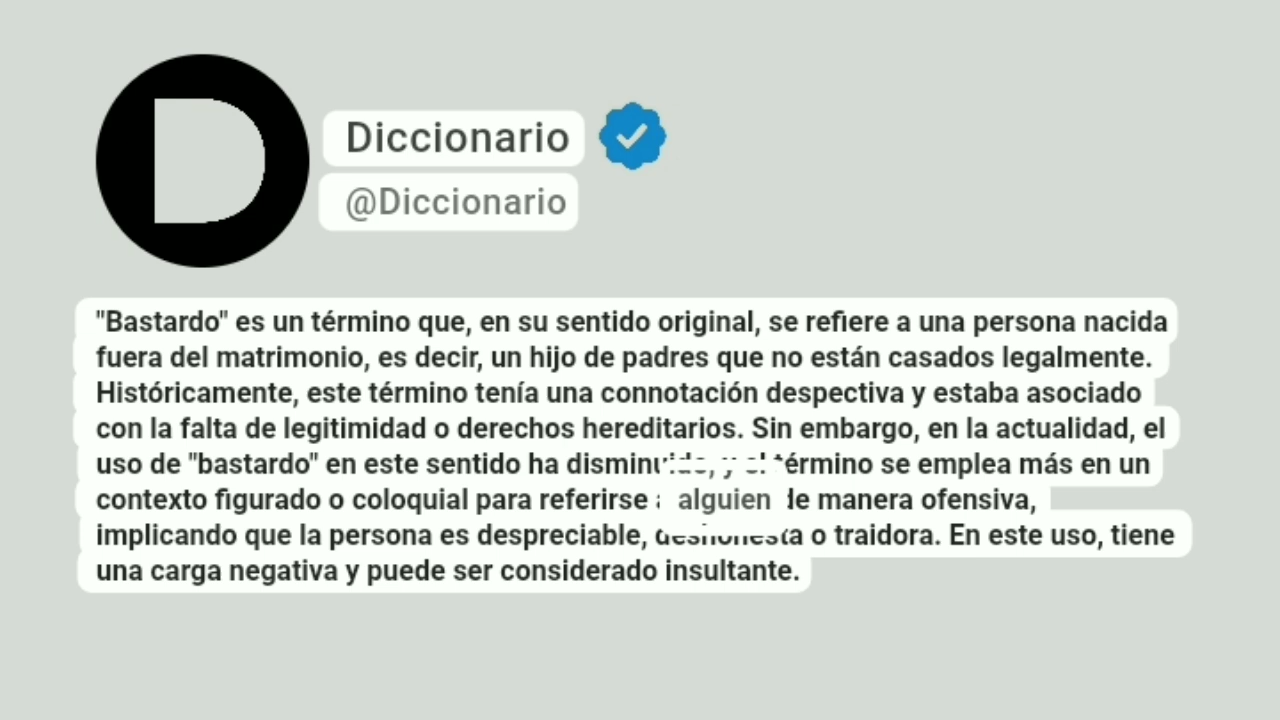 Diccionario
@Diccionario
"Bastardo" es un término que, en su sentido original, se refiere a una persona nacida
fuera del matrimonio, es decir, un hijo de padres que no están casados legalmente.
Históricamente, este término tenía una connotación despectiva y estaba asociado
con la falta de legitimidad o derechos hereditarios. Sin embargo, en la actualidad, el
uso de "bastardo" en este sentido ha disminuido, y el término se emplea más en un
contexto figurado o coloquial para referirse a alguien de manera ofensiva,
implicando que la persona es despreciable, deshonesta o traidora. En este uso, tiene
una carga negativa y puede ser considerado insultante.